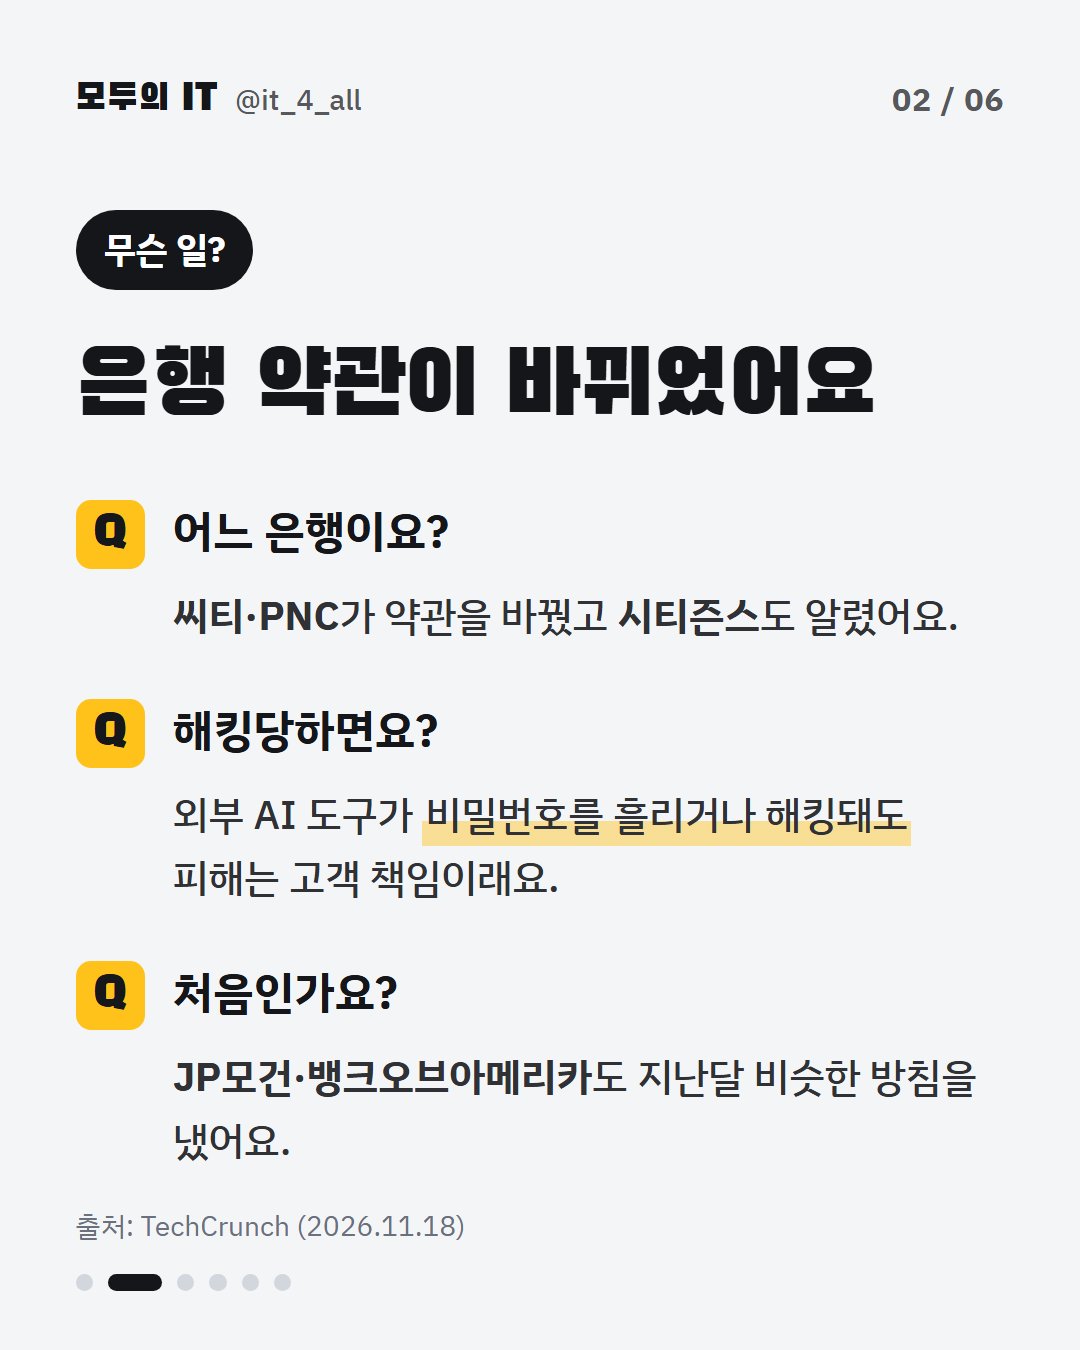 모두의 IT @it_4_all
02 / 06
무슨 일?
은행 약관이 바뀌었어요
Q 어느 은행이요?
씨티·PNC가 약관을 바꿨고 시티즌스도 알렸어요.
Q 해킹당하면요?
외부 AI 도구가 비밀번호를 흘리거나 해킹돼도
피해는 고객 책임이래요.
Q 처음인가요?
JP모건·뱅크오브아메리카도 지난달 비슷한 방침을
냈어요.
출처: TechCrunch (2026.11.18)